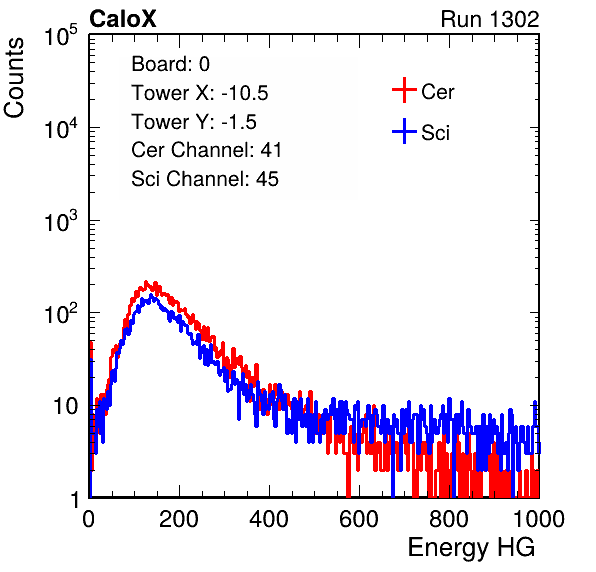 CaloX Run 1302
Counts
Board: 0
Tower X: -10.5
Tower Y: -1.5
Cer Channel: 41
Sci Channel: 45
Cer
Sci
10^5
10^4
10^3
10^2
10
1
0 200 400 600 800 1000
Energy HG